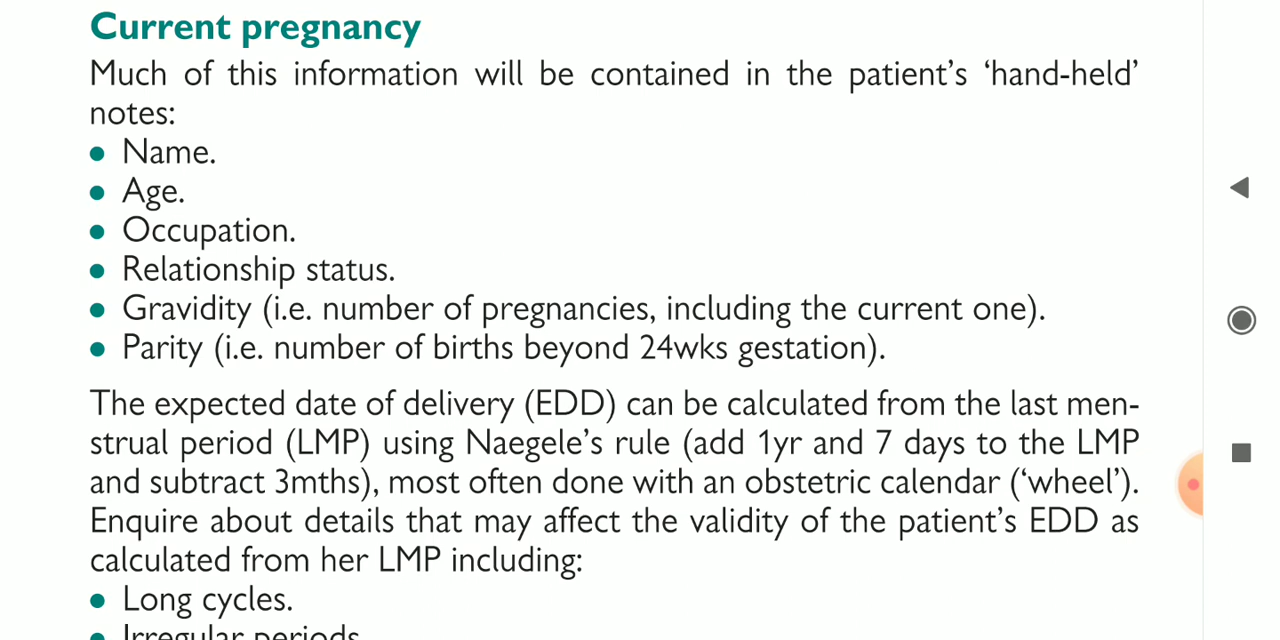 Current pregnancy
Much of this information will be contained in the patient's ‘hand-held’
notes:
• Name.
• Age.
• Occupation.
• Relationship status.
• Gravidity (i.e. number of pregnancies, including the current one).
• Parity (i.e. number of births beyond 24wks gestation).
The expected date of delivery (EDD) can be calculated from the last men-
strual period (LMP) using Naegele's rule (add 1yr and 7 days to the LMP
and subtract 3mths), most often done with an obstetric calendar (‘wheel’).
Enquire about details that may affect the validity of the patient's EDD as
calculated from her LMP including:
• Long cycles.
• Irregular periods